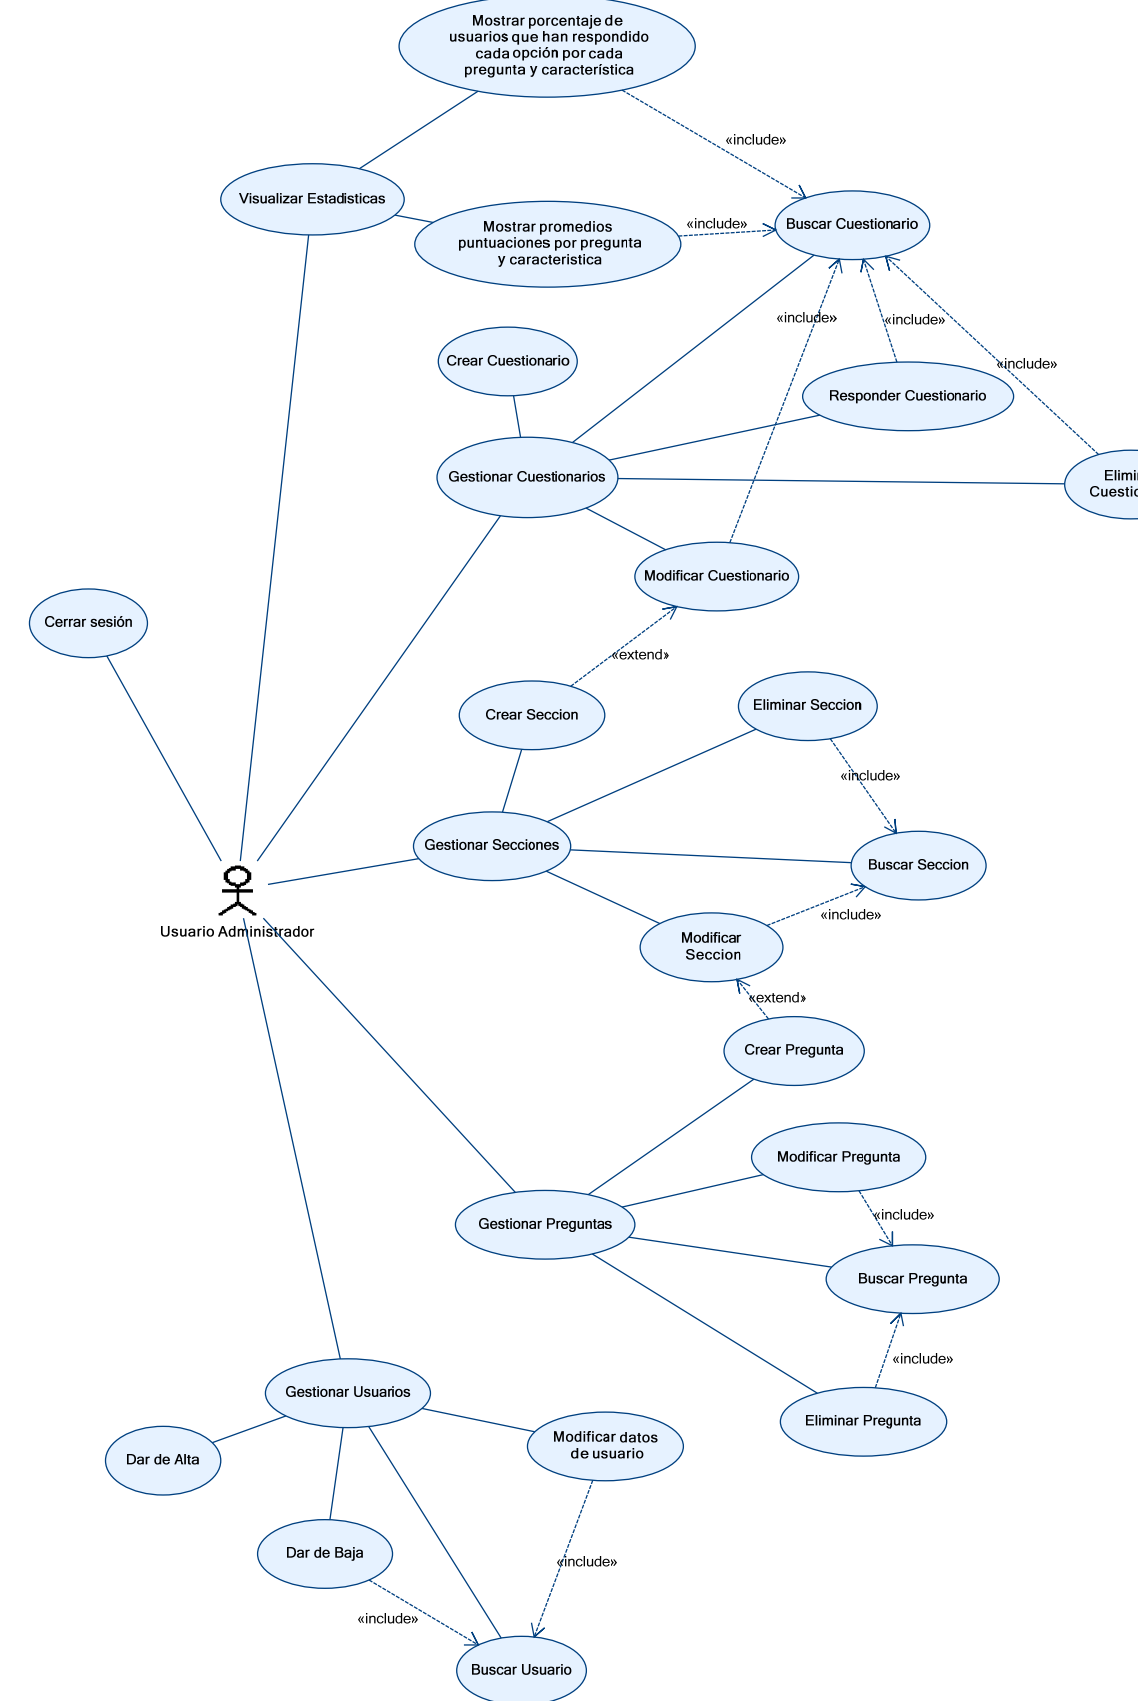 Mostrar porcentaje de
usuarios que han respondido
cada opción por cada
pregunta y característica
«include»
Visualizar Estadisticas
Mostrar promedios
puntuaciones por pregunta
y caracteristica
«include»
Buscar Cuestionario
«include»
«include»
«include»
Crear Cuestionario
Responder Cuestionario
Gestionar Cuestionarios
Modificar Cuestionario
Cerrar sesión
«extend»
Crear Seccion
Eliminar Seccion
«include»
Gestionar Secciones
Buscar Seccion
«include»
Modificar
Seccion
Usuario Administrador
«extend»
Crear Pregunta
Modificar Pregunta
«include»
Gestionar Preguntas
Buscar Pregunta
«include»
Eliminar Pregunta
Gestionar Usuarios
Dar de Alta
Modificar datos
de usuario
Dar de Baja
«include»
«include»
Buscar Usuario